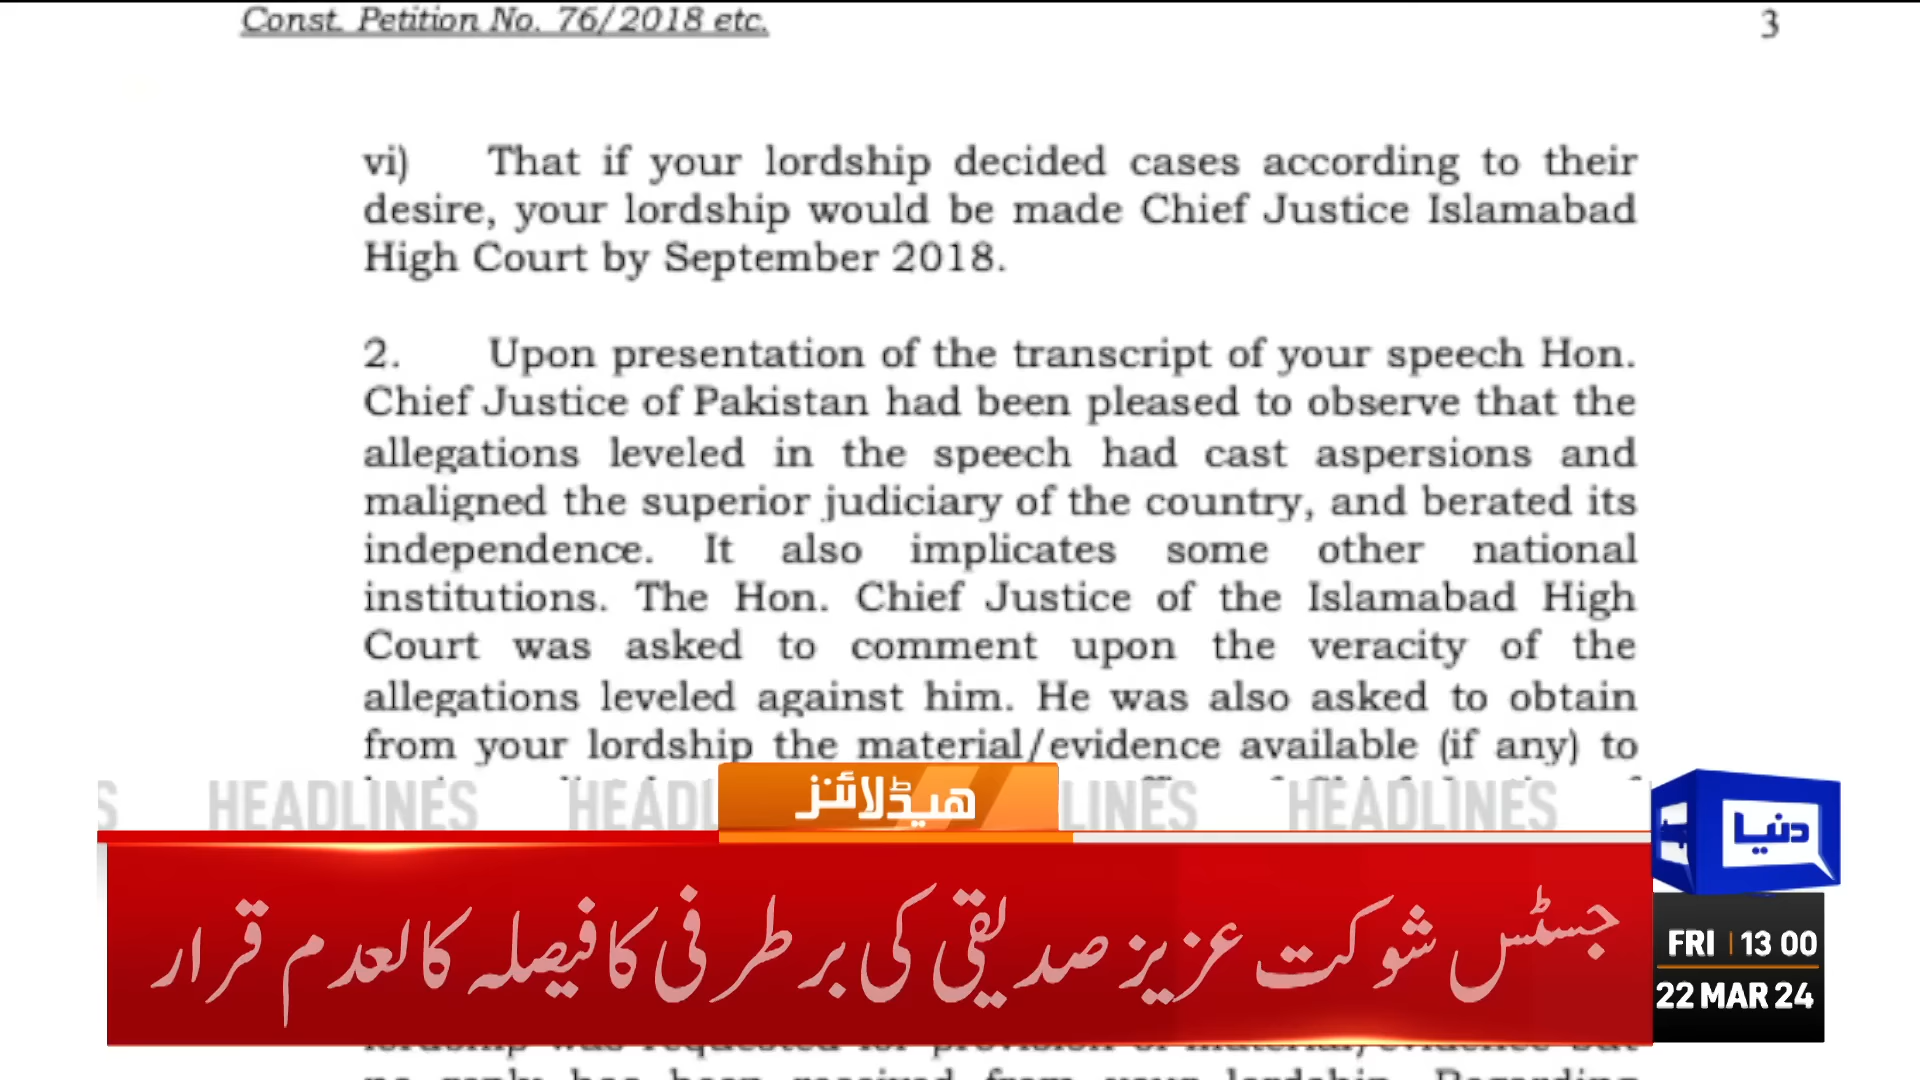 Const. Petition No. 76/2018 etc.
3
vi) That if your lordship decided cases according to their
desire, your lordship would be made Chief Justice Islamabad
High Court by September 2018.
2. Upon presentation of the transcript of your speech Hon.
Chief Justice of Pakistan had been pleased to observe that the
allegations leveled in the speech had cast aspersions and
maligned the superior judiciary of the country, and berated its
independence. It also implicates some other national
institutions. The Hon. Chief Justice of the Islamabad High
Court was asked to comment upon the veracity of the
allegations leveled against him. He was also asked to obtain
from your lordship the material/evidence available (if any) to
HEADLINES
ھیڈلائنز
HEADLINES
جسٹس شوکت عزیز صدیقی کی برطرفی کا فیصلہ کالعدم قرار
دنیا
FRI 13 00
22 MAR 24